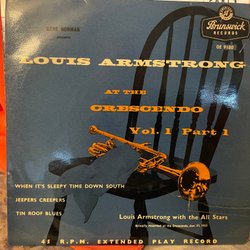 GENE NORMAN
presents
Brunswick
RECORDS
OE 9180
LOUIS ARMSTRONG
AT THE
CRESCENDO
Vol. 1 Part 1
WHEN IT'S SLEEPY TIME DOWN SOUTH
JEEPERS CREEPERS
TIN ROOF BLUES
Louis Armstrong with the All Stars
45 R.P.M. EXTENDED PLAY RECORD